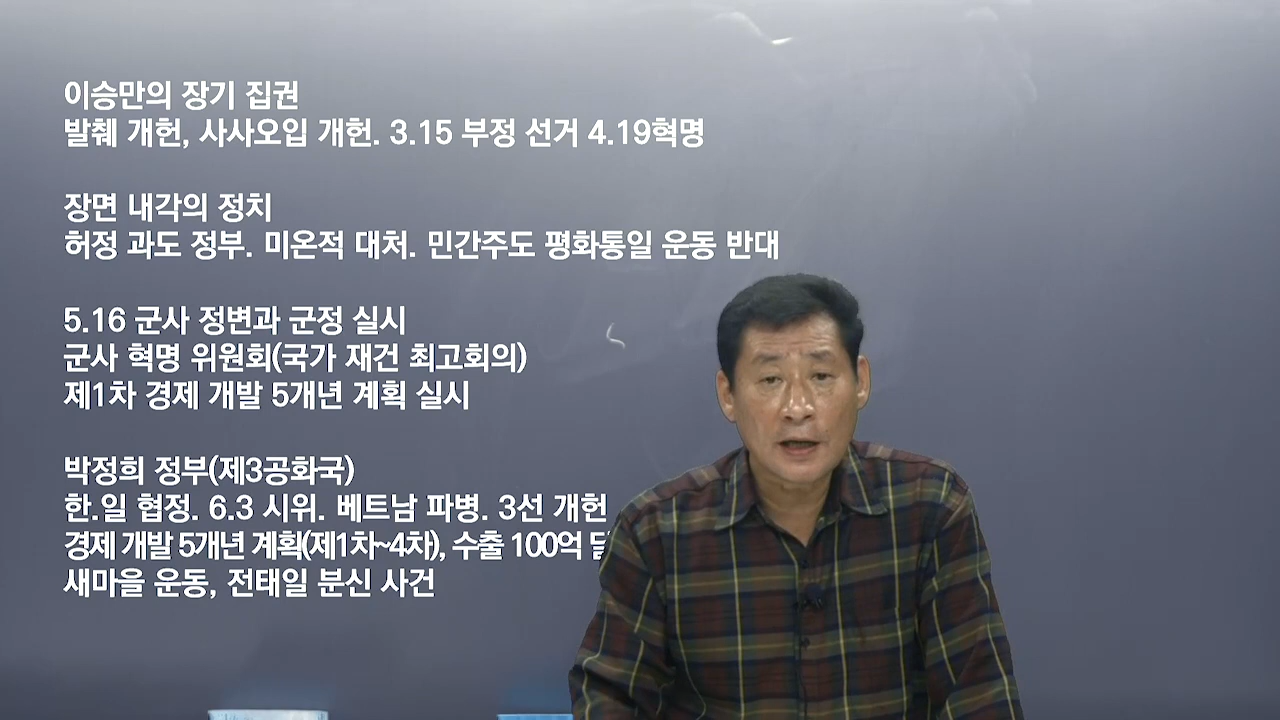 이승만의 장기 집권
발췌 개헌, 사사오입 개헌. 3.15 부정 선거 4.19혁명
장면 내각의 정치
허정 과도 정부. 미온적 대처. 민간주도 평화통일 운동 반대
5.16 군사 정변과 군정 실시
군사 혁명 위원회(국가 재건 최고회의)
제1차 경제 개발 5개년 계획 실시
박정희 정부(제3공화국)
한.일 협정. 6.3 시위. 베트남 파병. 3선 개헌
경제 개발 5개년 계획(제1차~4차), 수출 100억
새마을 운동, 전태일 분신 사건